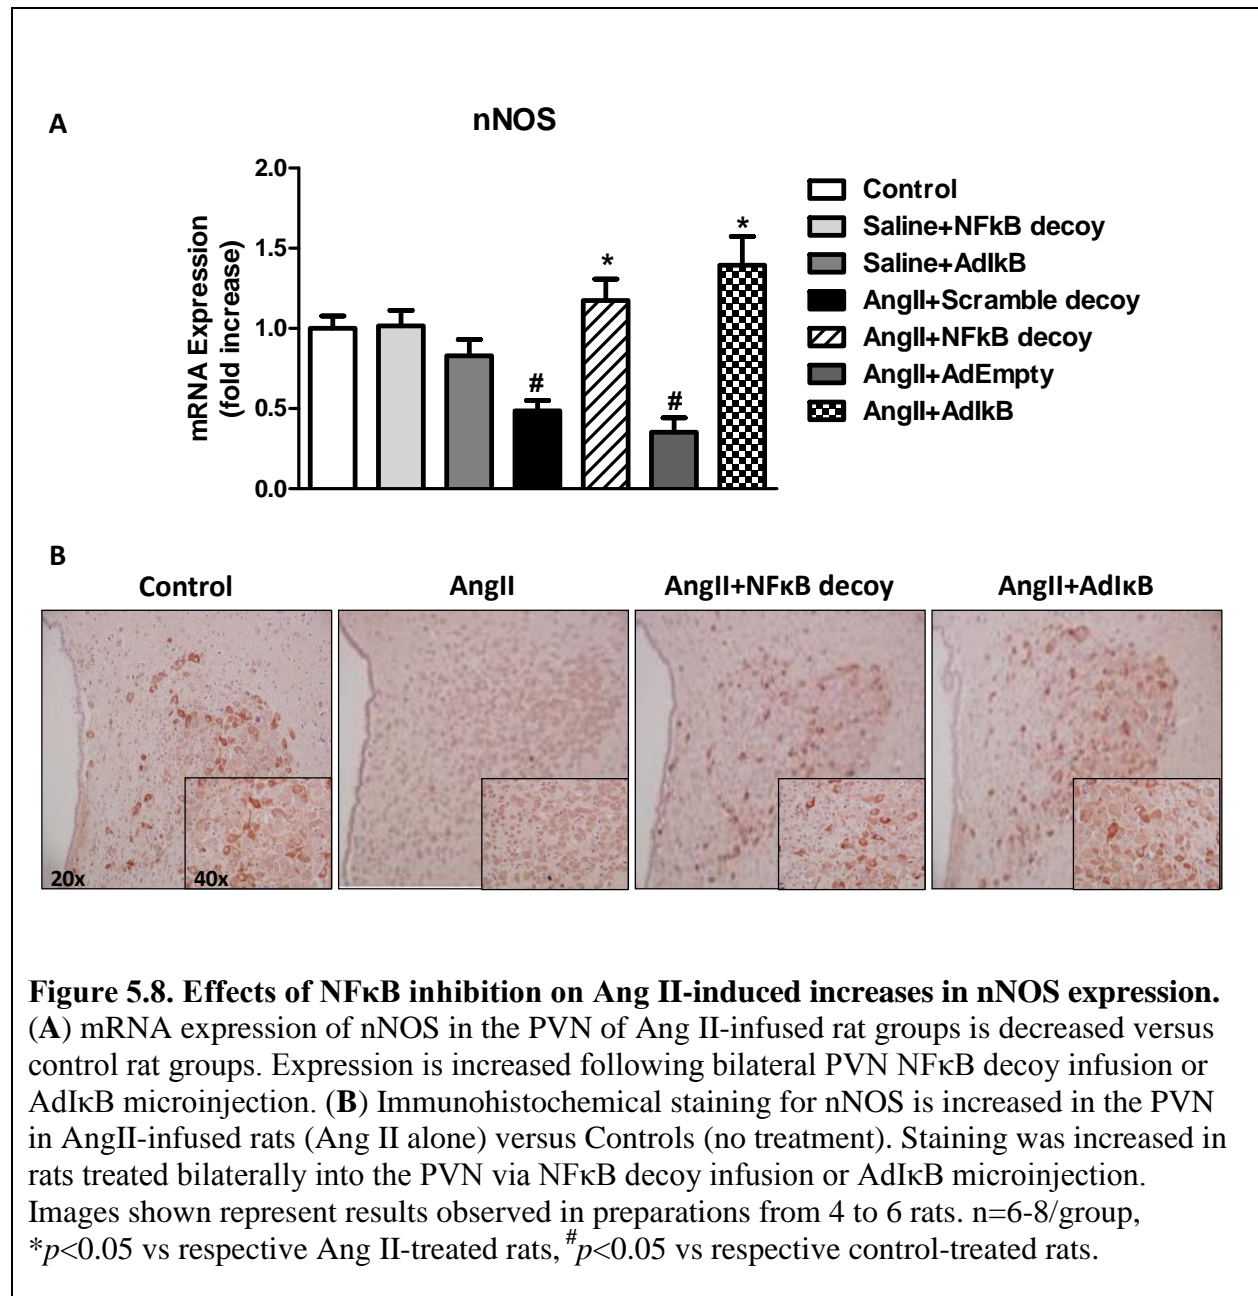 A
nNOS
mRNA Expression
(fold increase)
2.0
1.5
1.0
0.5
0.0
#
*
#
*
Control
Saline+NFkB decoy
Saline+AdIkB
AngII+Scramble decoy
AngII+NFkB decoy
AngII+AdEmpty
AngII+AdIkB
B
Control
AngII
AngII+NFκB decoy
AngII+AdIκB
20x
40x
Figure 5.8. Effects of NFκB inhibition on Ang II-induced increases in nNOS expression.
(A) mRNA expression of nNOS in the PVN of Ang II-infused rat groups is decreased versus
control rat groups. Expression is increased following bilateral PVN NFκB decoy infusion or
AdIκB microinjection. (B) Immunohistochemical staining for nNOS is increased in the PVN
in AngII-infused rats (Ang II alone) versus Controls (no treatment). Staining was increased in
rats treated bilaterally into the PVN via NFκB decoy infusion or AdIκB microinjection.
Images shown represent results observed in preparations from 4 to 6 rats. n=6-8/group,
*p<0.05 vs respective Ang II-treated rats, #p<0.05 vs respective control-treated rats.